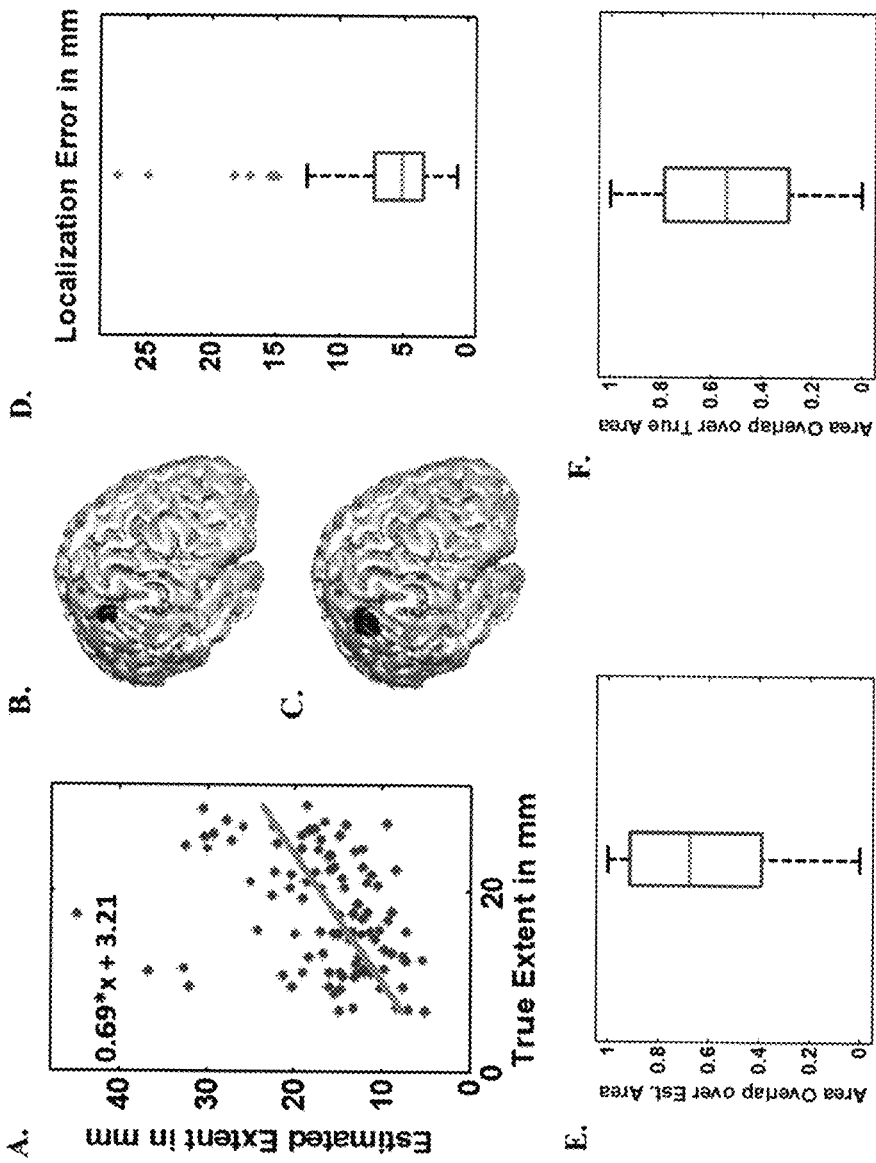 A.
0.69*x + 3.21
Estimated Extent in mm
40
30
20
10
0
0
20
True Extent in mm
B.
C.
D.
Localization Error in mm
25
20
15
10
5
0
E.
Area Overlap over Est. Area
1
0.8
0.6
0.4
0.2
0
F.
Area Overlap over True Area
1
0.8
0.6
0.4
0.2
0